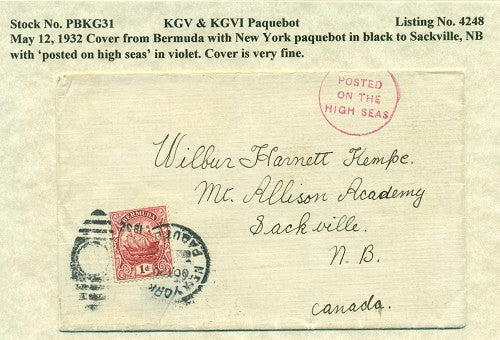 Stock No. PBKG31 KGV & KGVI Paquebot Listing No. 4248
May 12, 1932 Cover from Bermuda with New York paquebot in black to Sackville, NB
with ‘posted on high seas’ in violet. Cover is very fine.
POSTED
ON THE
HIGH SEAS
Wilbur Harnett Kempe.
Mt. Allison Academy
Sackville.
N. B.
Canada.
BERMUDA
1d
NEW YORK